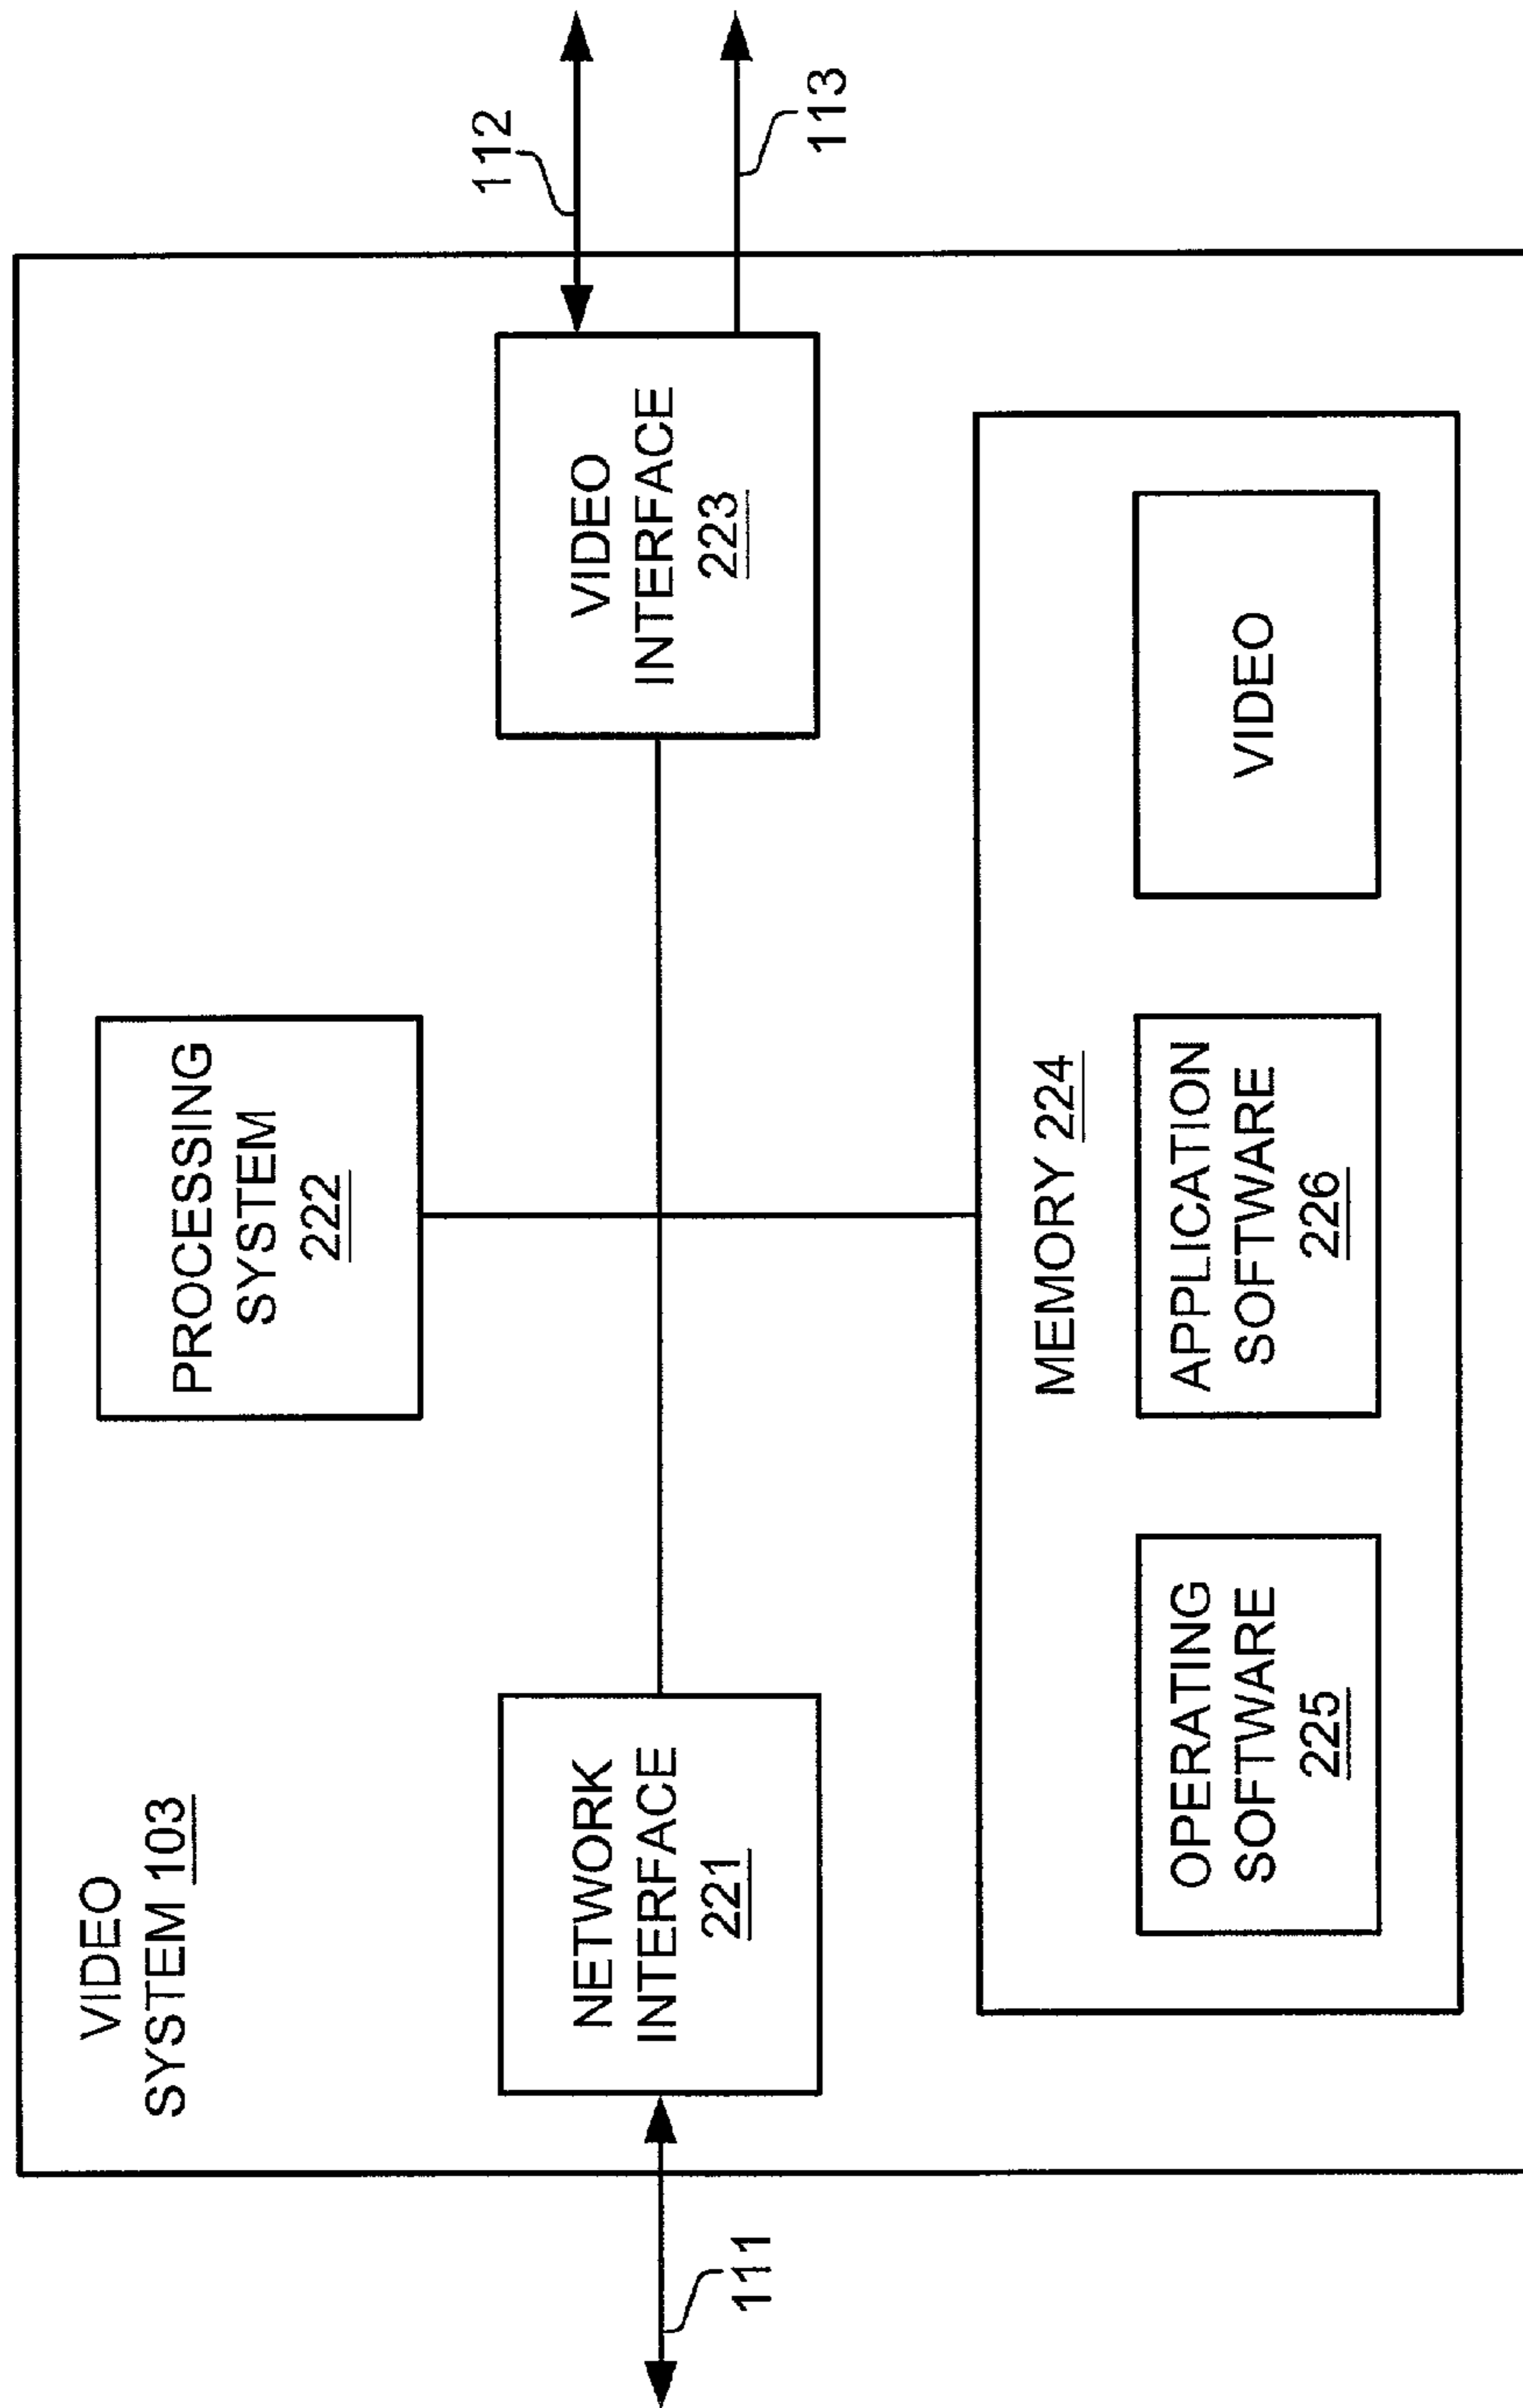 VIDEO
SYSTEM 103
PROCESSING
SYSTEM
222
112
113
111
NETWORK
INTERFACE
221
VIDEO
INTERFACE
223
MEMORY 224
OPERATING
SOFTWARE
225
APPLICATION
SOFTWARE
226
VIDEO